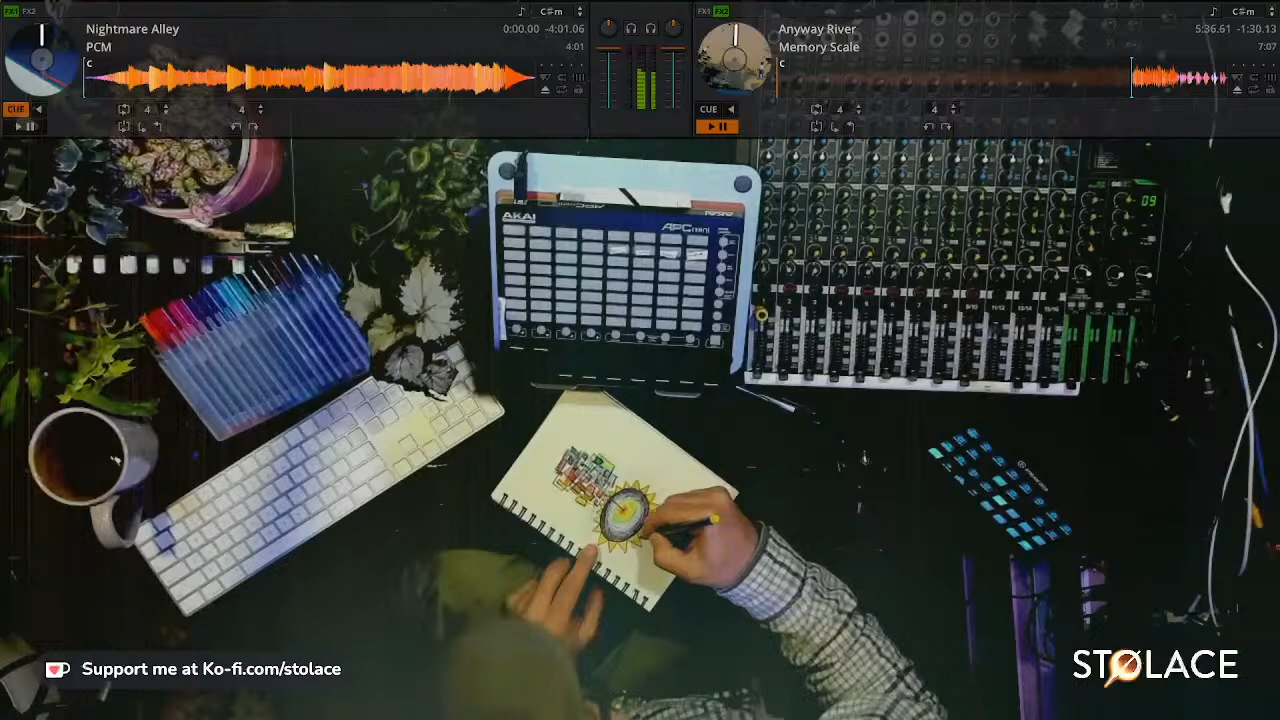 FX1 FX2
C#m
Nightmare Alley
0:00.00 -4:01.06
PCM
4:01
C
CUE
4
4
FX1 FX2
C#m
Anyway River
5:36.61 -1:30.13
Memory Scale
7:07
C
CUE
4
4
AKAI
APC mini
09
Support me at Ko-fi.com/stolace
STØLACE